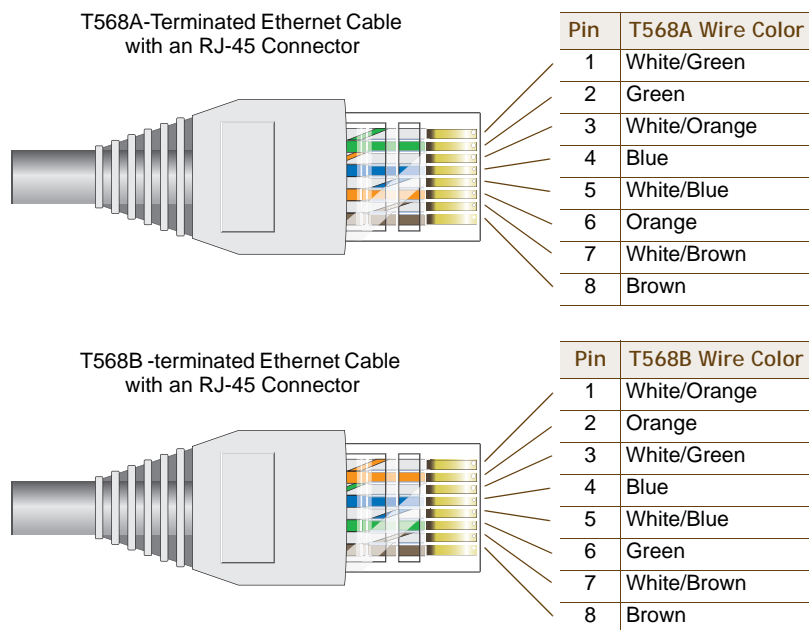 T568A-Terminated Ethernet Cable
with an RJ-45 Connector
Pin T568A Wire Color
1 White/Green
2 Green
3 White/Orange
4 Blue
5 White/Blue
6 Orange
7 White/Brown
8 Brown
T568B -terminated Ethernet Cable
with an RJ-45 Connector
Pin T568B Wire Color
1 White/Orange
2 Orange
3 White/Green
4 Blue
5 White/Blue
6 Green
7 White/Brown
8 Brown